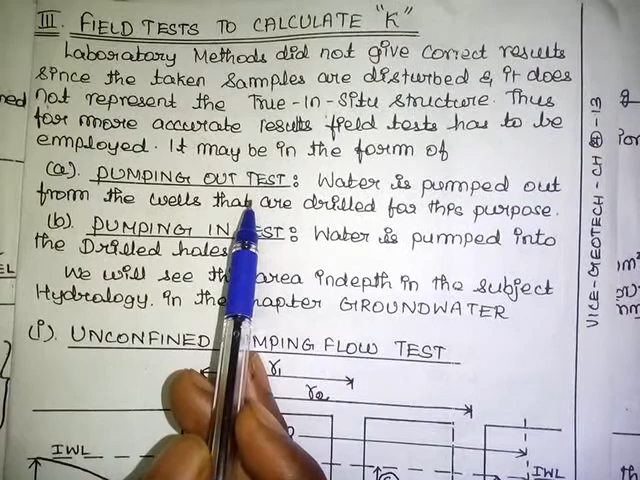 III. FIELD TESTS TO CALCULATE "K"
Laboratory Methods did not give correct results
since the taken samples are disturbed & it does
not represent the True-in-situ structure. Thus
for more accurate results field tests has to be
employed. It may be in the form of
(a). PUMPING OUT TEST: Water is pumped out
from the wells that are drilled for this purpose.
(b). PUMPING IN TEST: Water is pumped into
the Drilled holes
We will see the area indepth in the subject
Hydralogy. in the chapter GROUNDWATER
(i). UNCONFINED PUMPING FLOW TEST
r1
r2
IWL
IWL
VICE-GEOTECH-CH-13